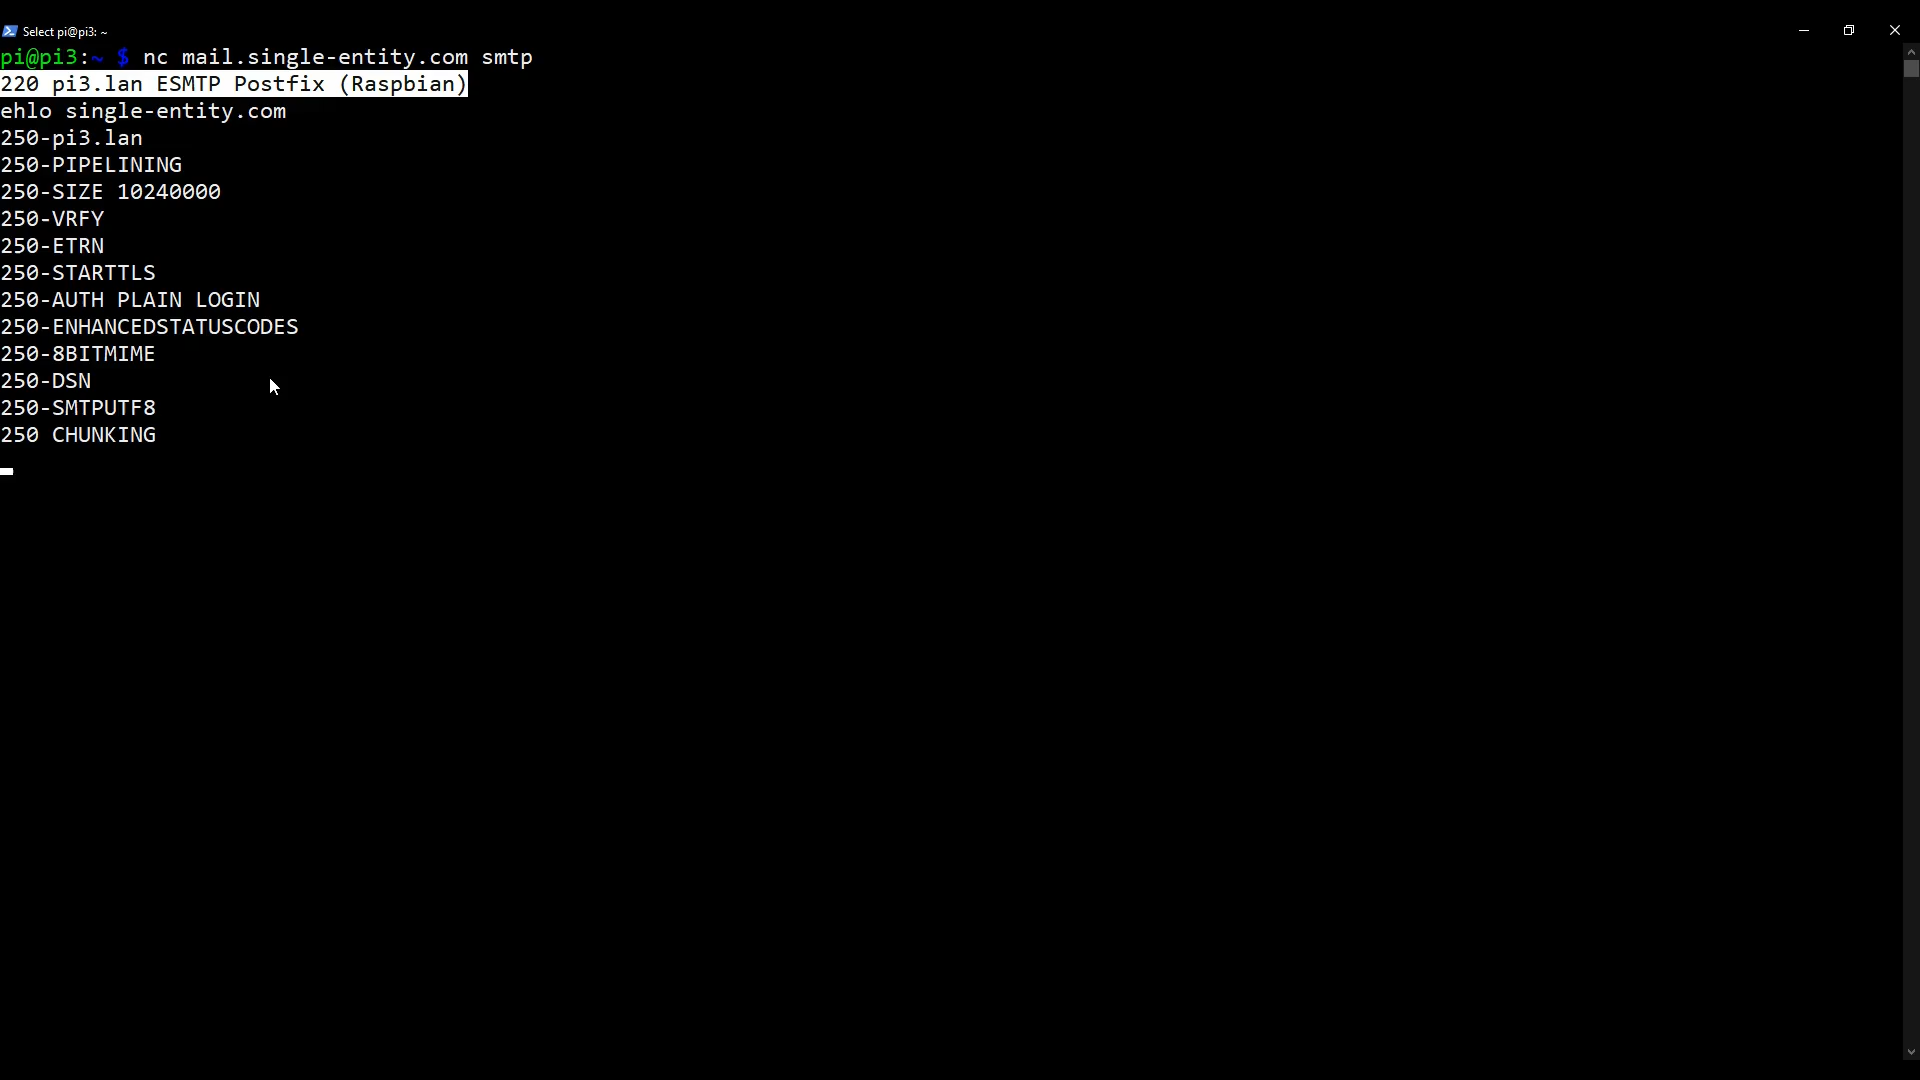 Select pi@pi3: ~
pi@pi3:~ $ nc mail.single-entity.com smtp
220 pi3.lan ESMTP Postfix (Raspbian)
ehlo single-entity.com
250-pi3.lan
250-PIPELINING
250-SIZE 10240000
250-VRFY
250-ETRN
250-STARTTLS
250-AUTH PLAIN LOGIN
250-ENHANCEDSTATUSCODES
250-8BITMIME
250-DSN
250-SMTPUTF8
250 CHUNKING